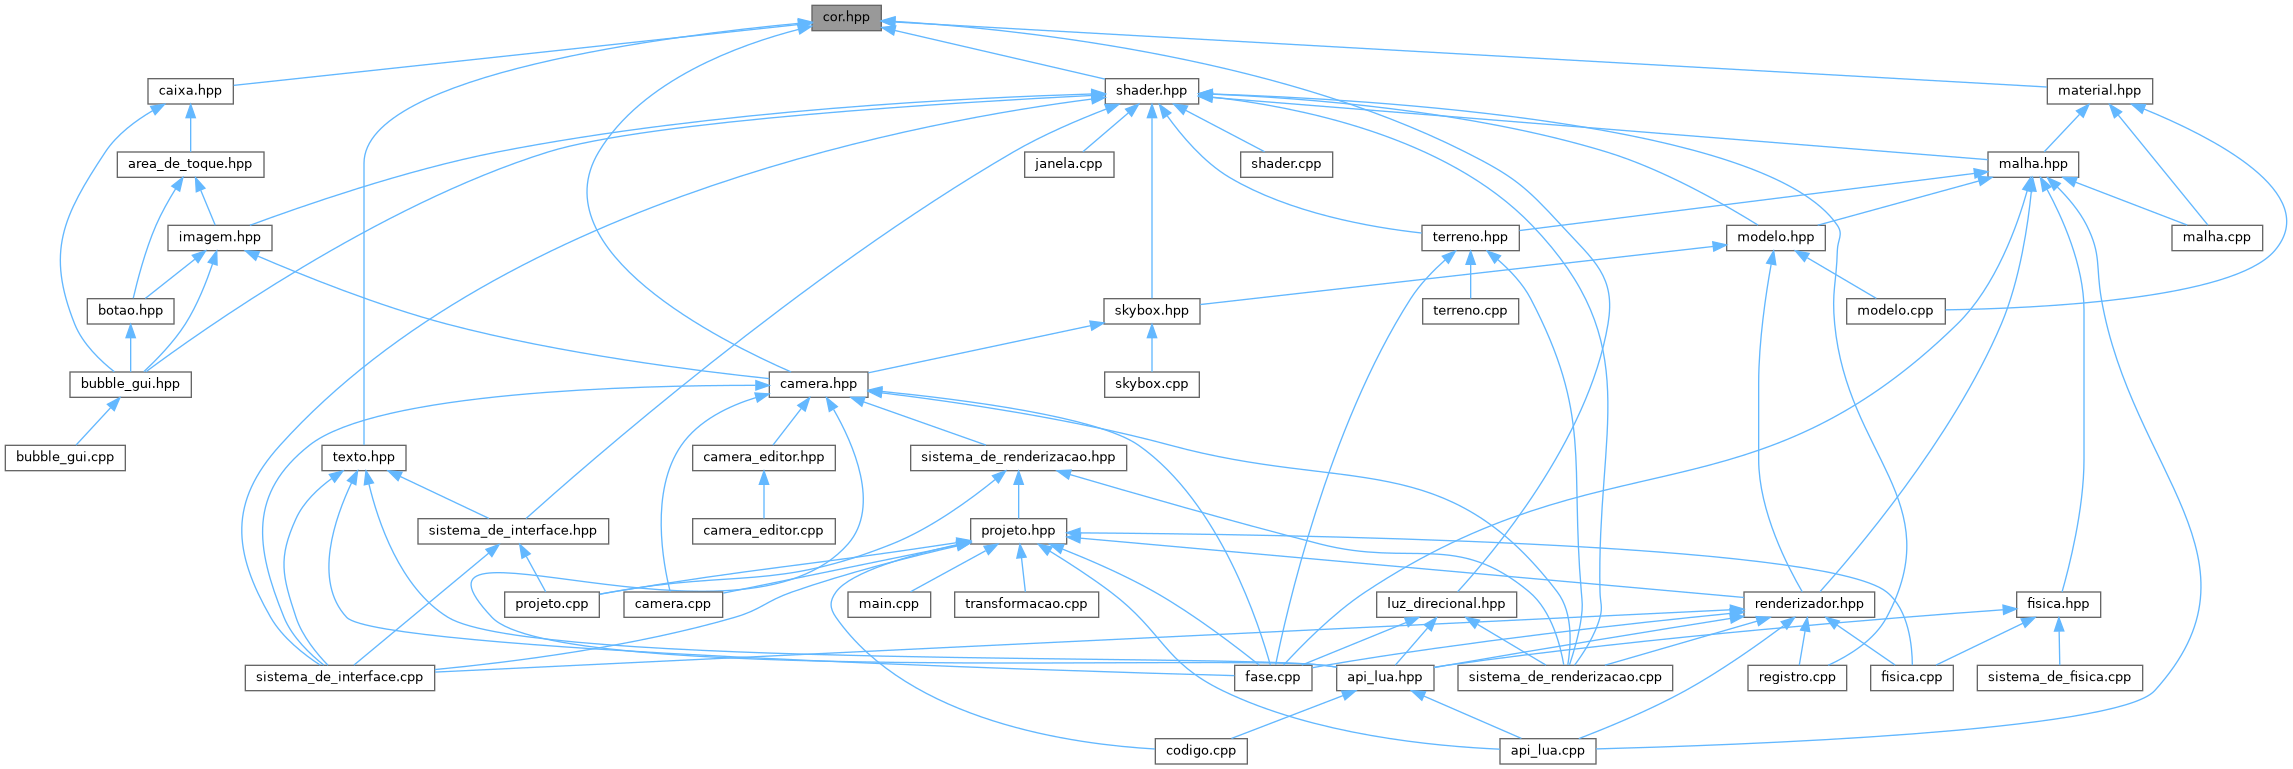 cor.hpp
caixa.hpp
shader.hpp
material.hpp
area_de_toque.hpp
janela.cpp
shader.cpp
malha.hpp
imagem.hpp
terreno.hpp
modelo.hpp
malha.cpp
botao.hpp
skybox.hpp
terreno.cpp
modelo.cpp
bubble_gui.hpp
camera.hpp
skybox.cpp
bubble_gui.cpp
texto.hpp
camera_editor.hpp
sistema_de_renderizacao.hpp
sistema_de_interface.hpp
camera_editor.cpp
projeto.hpp
projeto.cpp
camera.cpp
main.cpp
transformacao.cpp
luz_direcional.hpp
renderizador.hpp
fisica.hpp
sistema_de_interface.cpp
fase.cpp
api_lua.hpp
sistema_de_renderizacao.cpp
registro.cpp
fisica.cpp
sistema_de_fisica.cpp
codigo.cpp
api_lua.cpp